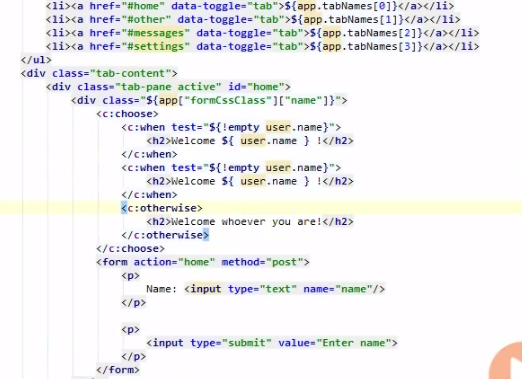 <li><a href="#home" data-toggle="tab">${app.tabNames[0]}</a></li>
<li><a href="#other" data-toggle="tab">${app.tabNames[1]}</a></li>
<li><a href="#messages" data-toggle="tab">${app.tabNames[2]}</a></li>
<li><a href="#settings" data-toggle="tab">${app.tabNames[3]}</a></li>
</ul>
<div class="tab-content">
<div class="tab-pane active" id="home">
<div class="${app["formCssClass"]["name"]}">
<c:choose>
<c:when test="${!empty user.name}">
<h2>Welcome ${ user.name } !</h2>
</c:when>
<c:when test="${!empty user.name}">
<h2>Welcome ${ user.name } !</h2>
</c:when>
<c:otherwise>
<h2>Welcome whoever you are!</h2>
</c:otherwise>
</c:choose>
<form action="home" method="post">
<p>
Name: <input type="text" name="name"/>
</p>
<p>
<input type="submit" value="Enter name">
</p>
</form>